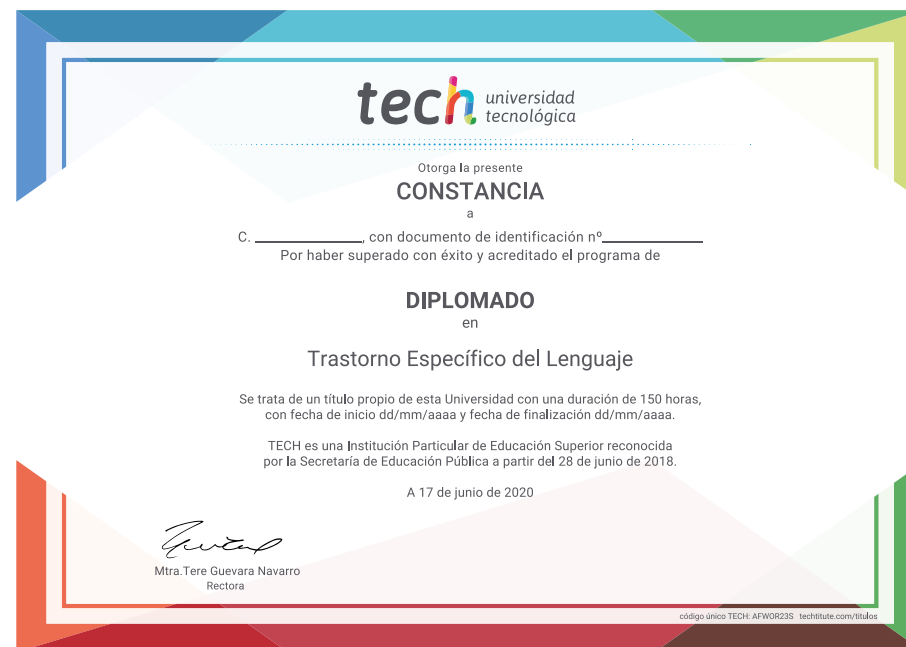 tech universidad
tecnológica
Otorga la presente
CONSTANCIA
a
C. ________________, con documento de identificación nº_______________
Por haber superado con éxito y acreditado el programa de
DIPLOMADO
en
Trastorno Específico del Lenguaje
Se trata de un título propio de esta Universidad con una duración de 150 horas,
con fecha de inicio dd/mm/aaaa y fecha de finalización dd/mm/aaaa.
TECH es una Institución Particular de Educación Superior reconocida
por la Secretaría de Educación Pública a partir del 28 de junio de 2018.
A 17 de junio de 2020
Mtra.Tere Guevara Navarro
Rectora
código único TECH: AFWOR23S techtitute.com/titulos